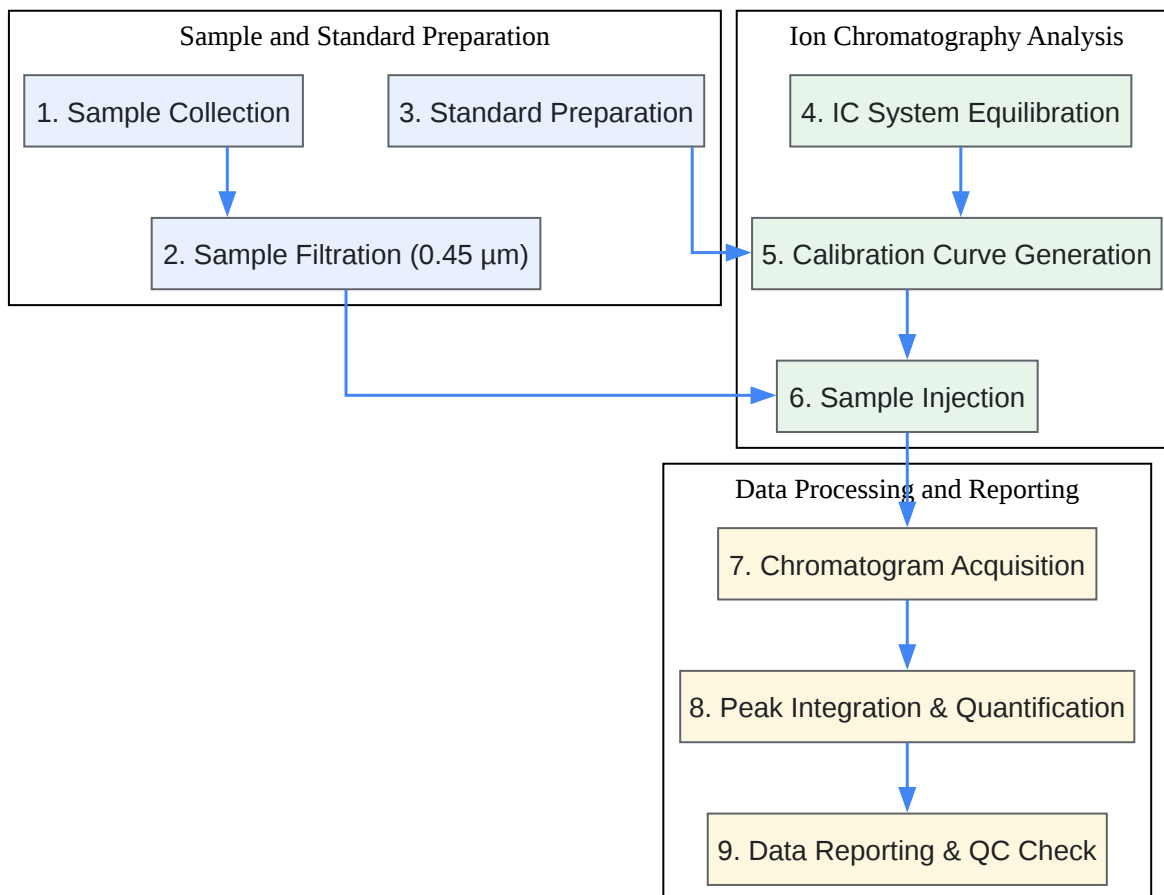 Sample and Standard Preparation
1. Sample Collection
3. Standard Preparation
2. Sample Filtration (0.45 µm)
Ion Chromatography Analysis
4. IC System Equilibration
5. Calibration Curve Generation
6. Sample Injection
Data Processing and Reporting
7. Chromatogram Acquisition
8. Peak Integration & Quantification
9. Data Reporting & QC Check